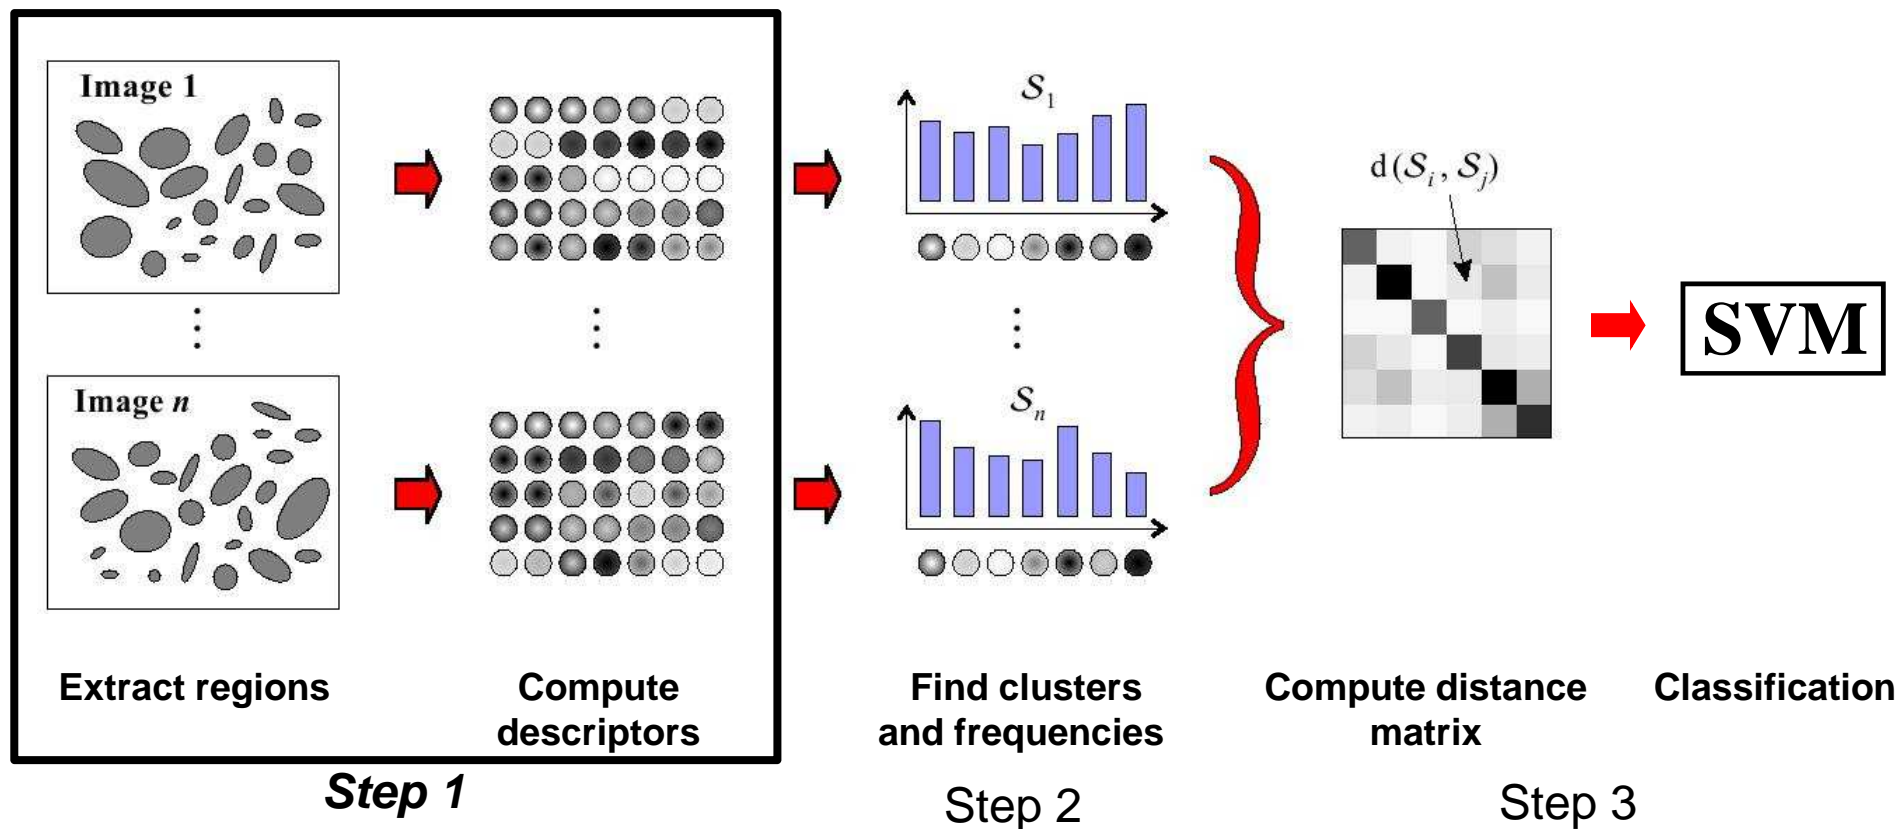 Image 1
S1
d(Si, Sj)
SVM
Image n
Sn
Extract regions
Compute
descriptors
Find clusters
and frequencies
Compute distance
matrix
Classification
Step 1
Step 2
Step 3